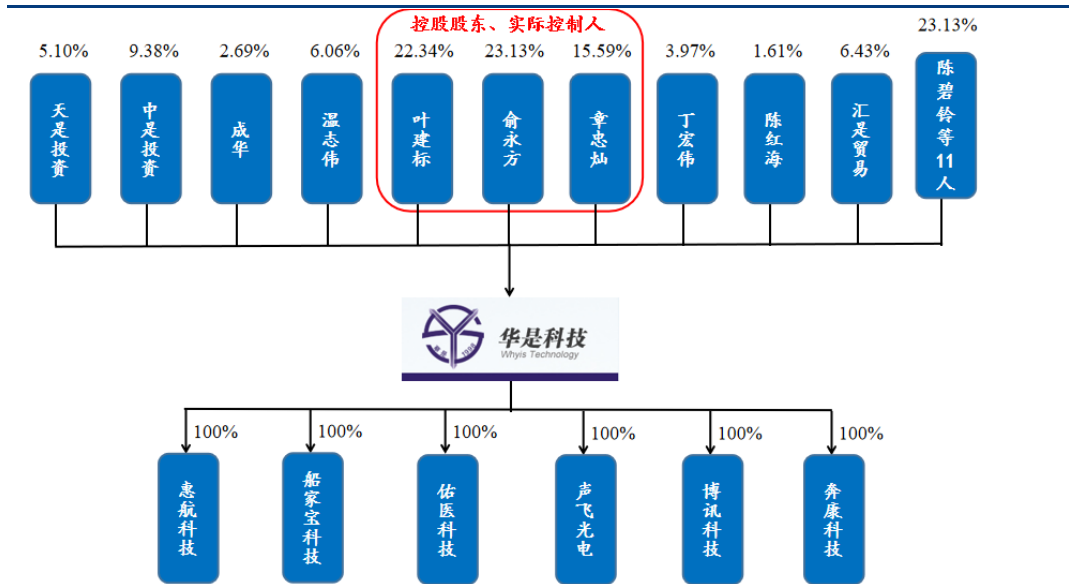 控股股东、实际控制人
5.10%
9.38%
2.69%
6.06%
22.34%
23.13%
15.59%
3.97%
1.61%
6.43%
23.13%
天是投资
中是投资
成华
温志伟
叶建标
俞永方
章忠灿
丁宏伟
陈红海
汇是贸易
陈碧铃等11人
华是科技
Whyis Technology
1998
100%
100%
100%
100%
100%
100%
惠航科技
船家宝科技
佑医科技
声飞光电
博讯科技
奔康科技